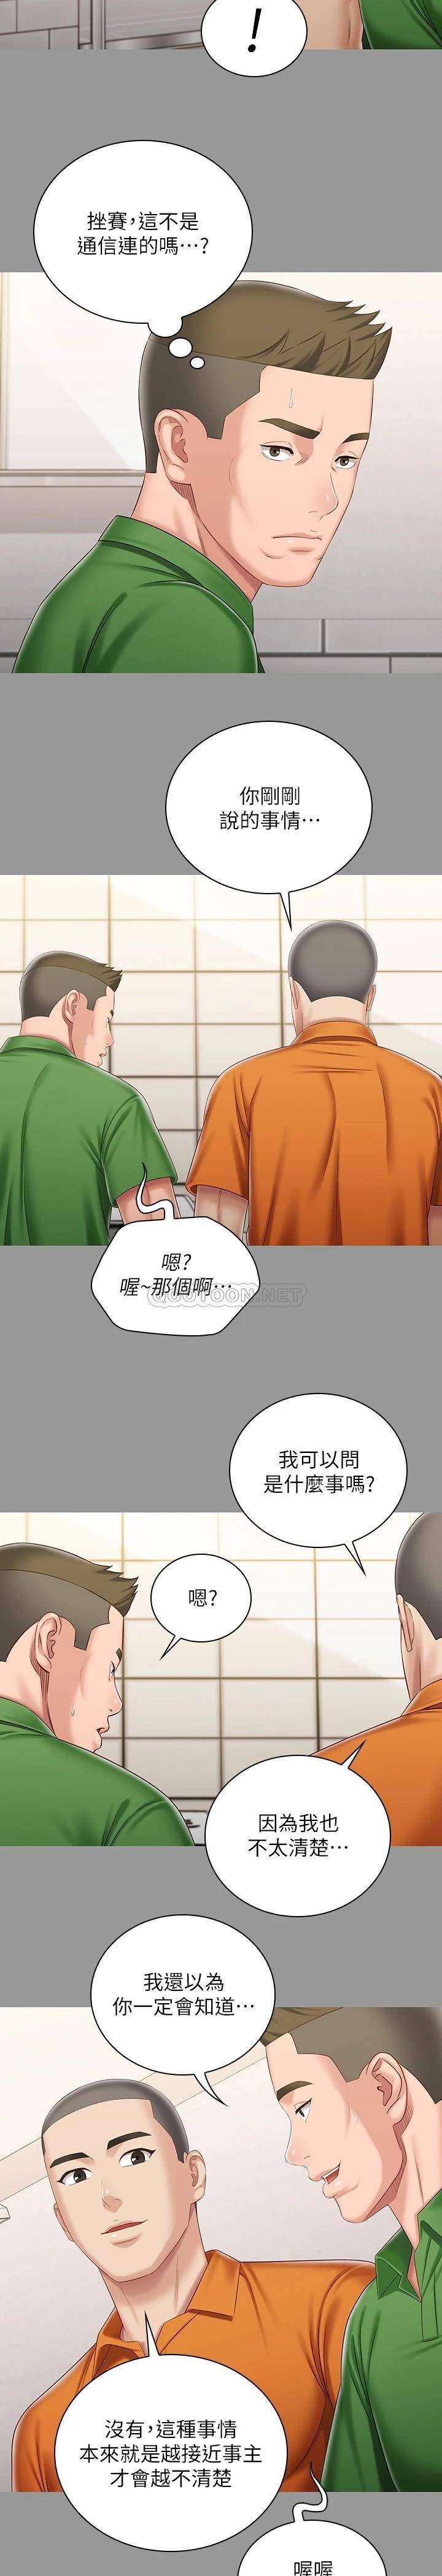 !
挫賽，這不是
通信連的嗎…?
你剛剛
說的事情…
嗯?
喔~那個啊…
TOON.NET
我可以問
是什麼事嗎?
嗯?
因為我也
不太清楚…
我還以為
你一定會知道…
沒有，這種事情
本來就是越接近事主
才會越不清楚
喔喔